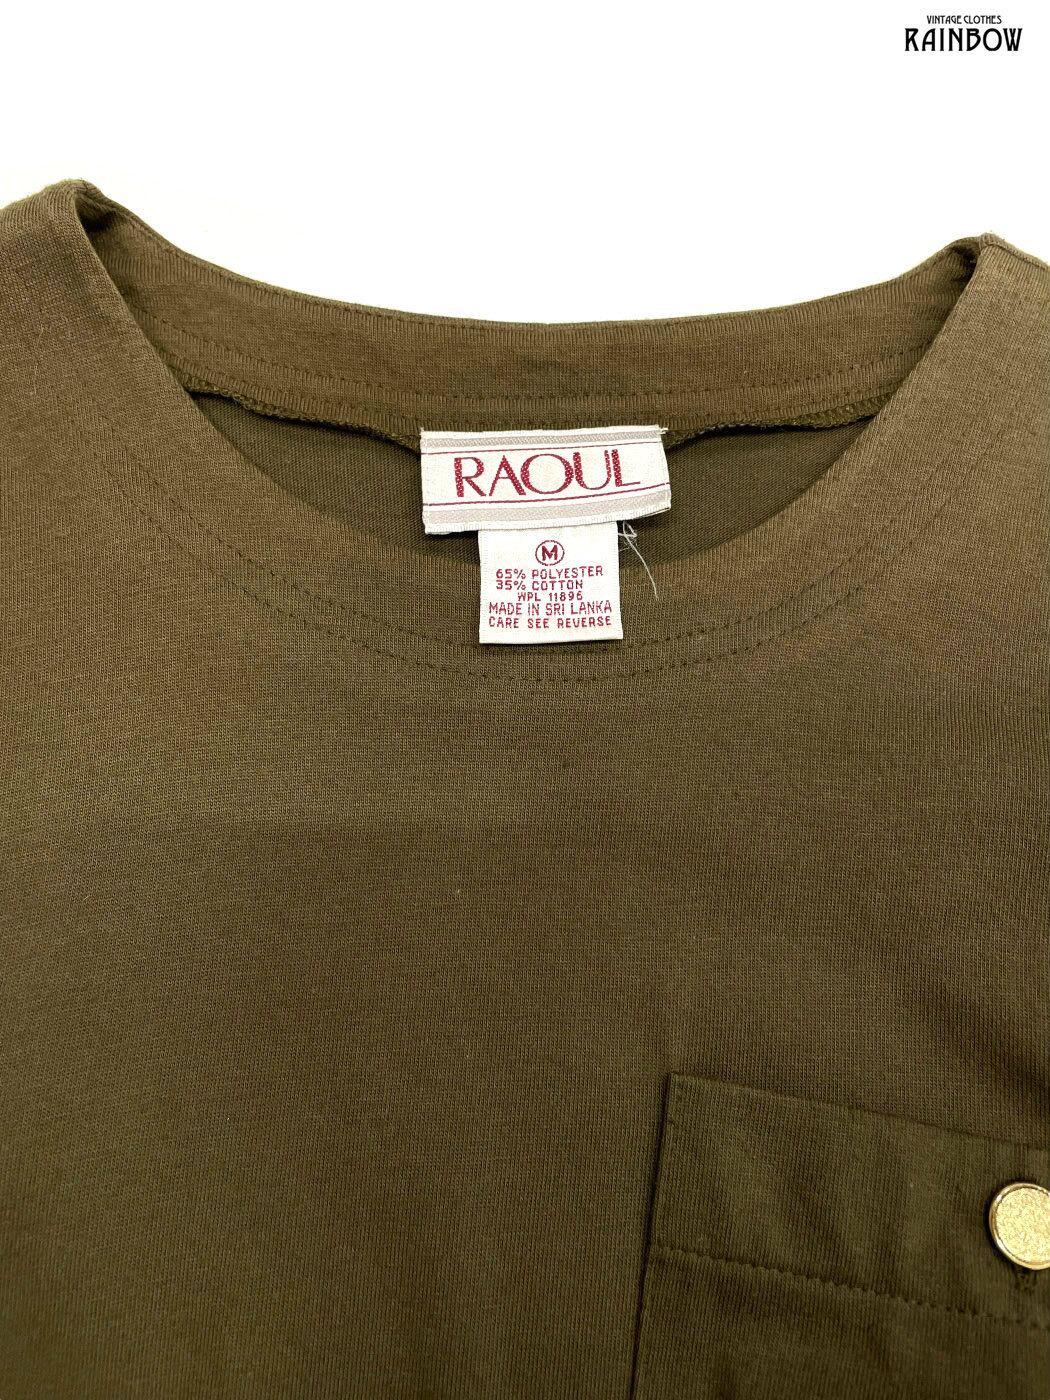 VINTAGE CLOTHES
RAINBOW
RAOUL
M
65% POLYESTER
35% COTTON
WPL 11896
MADE IN SRI LANKA
CARE SEE REVERSE